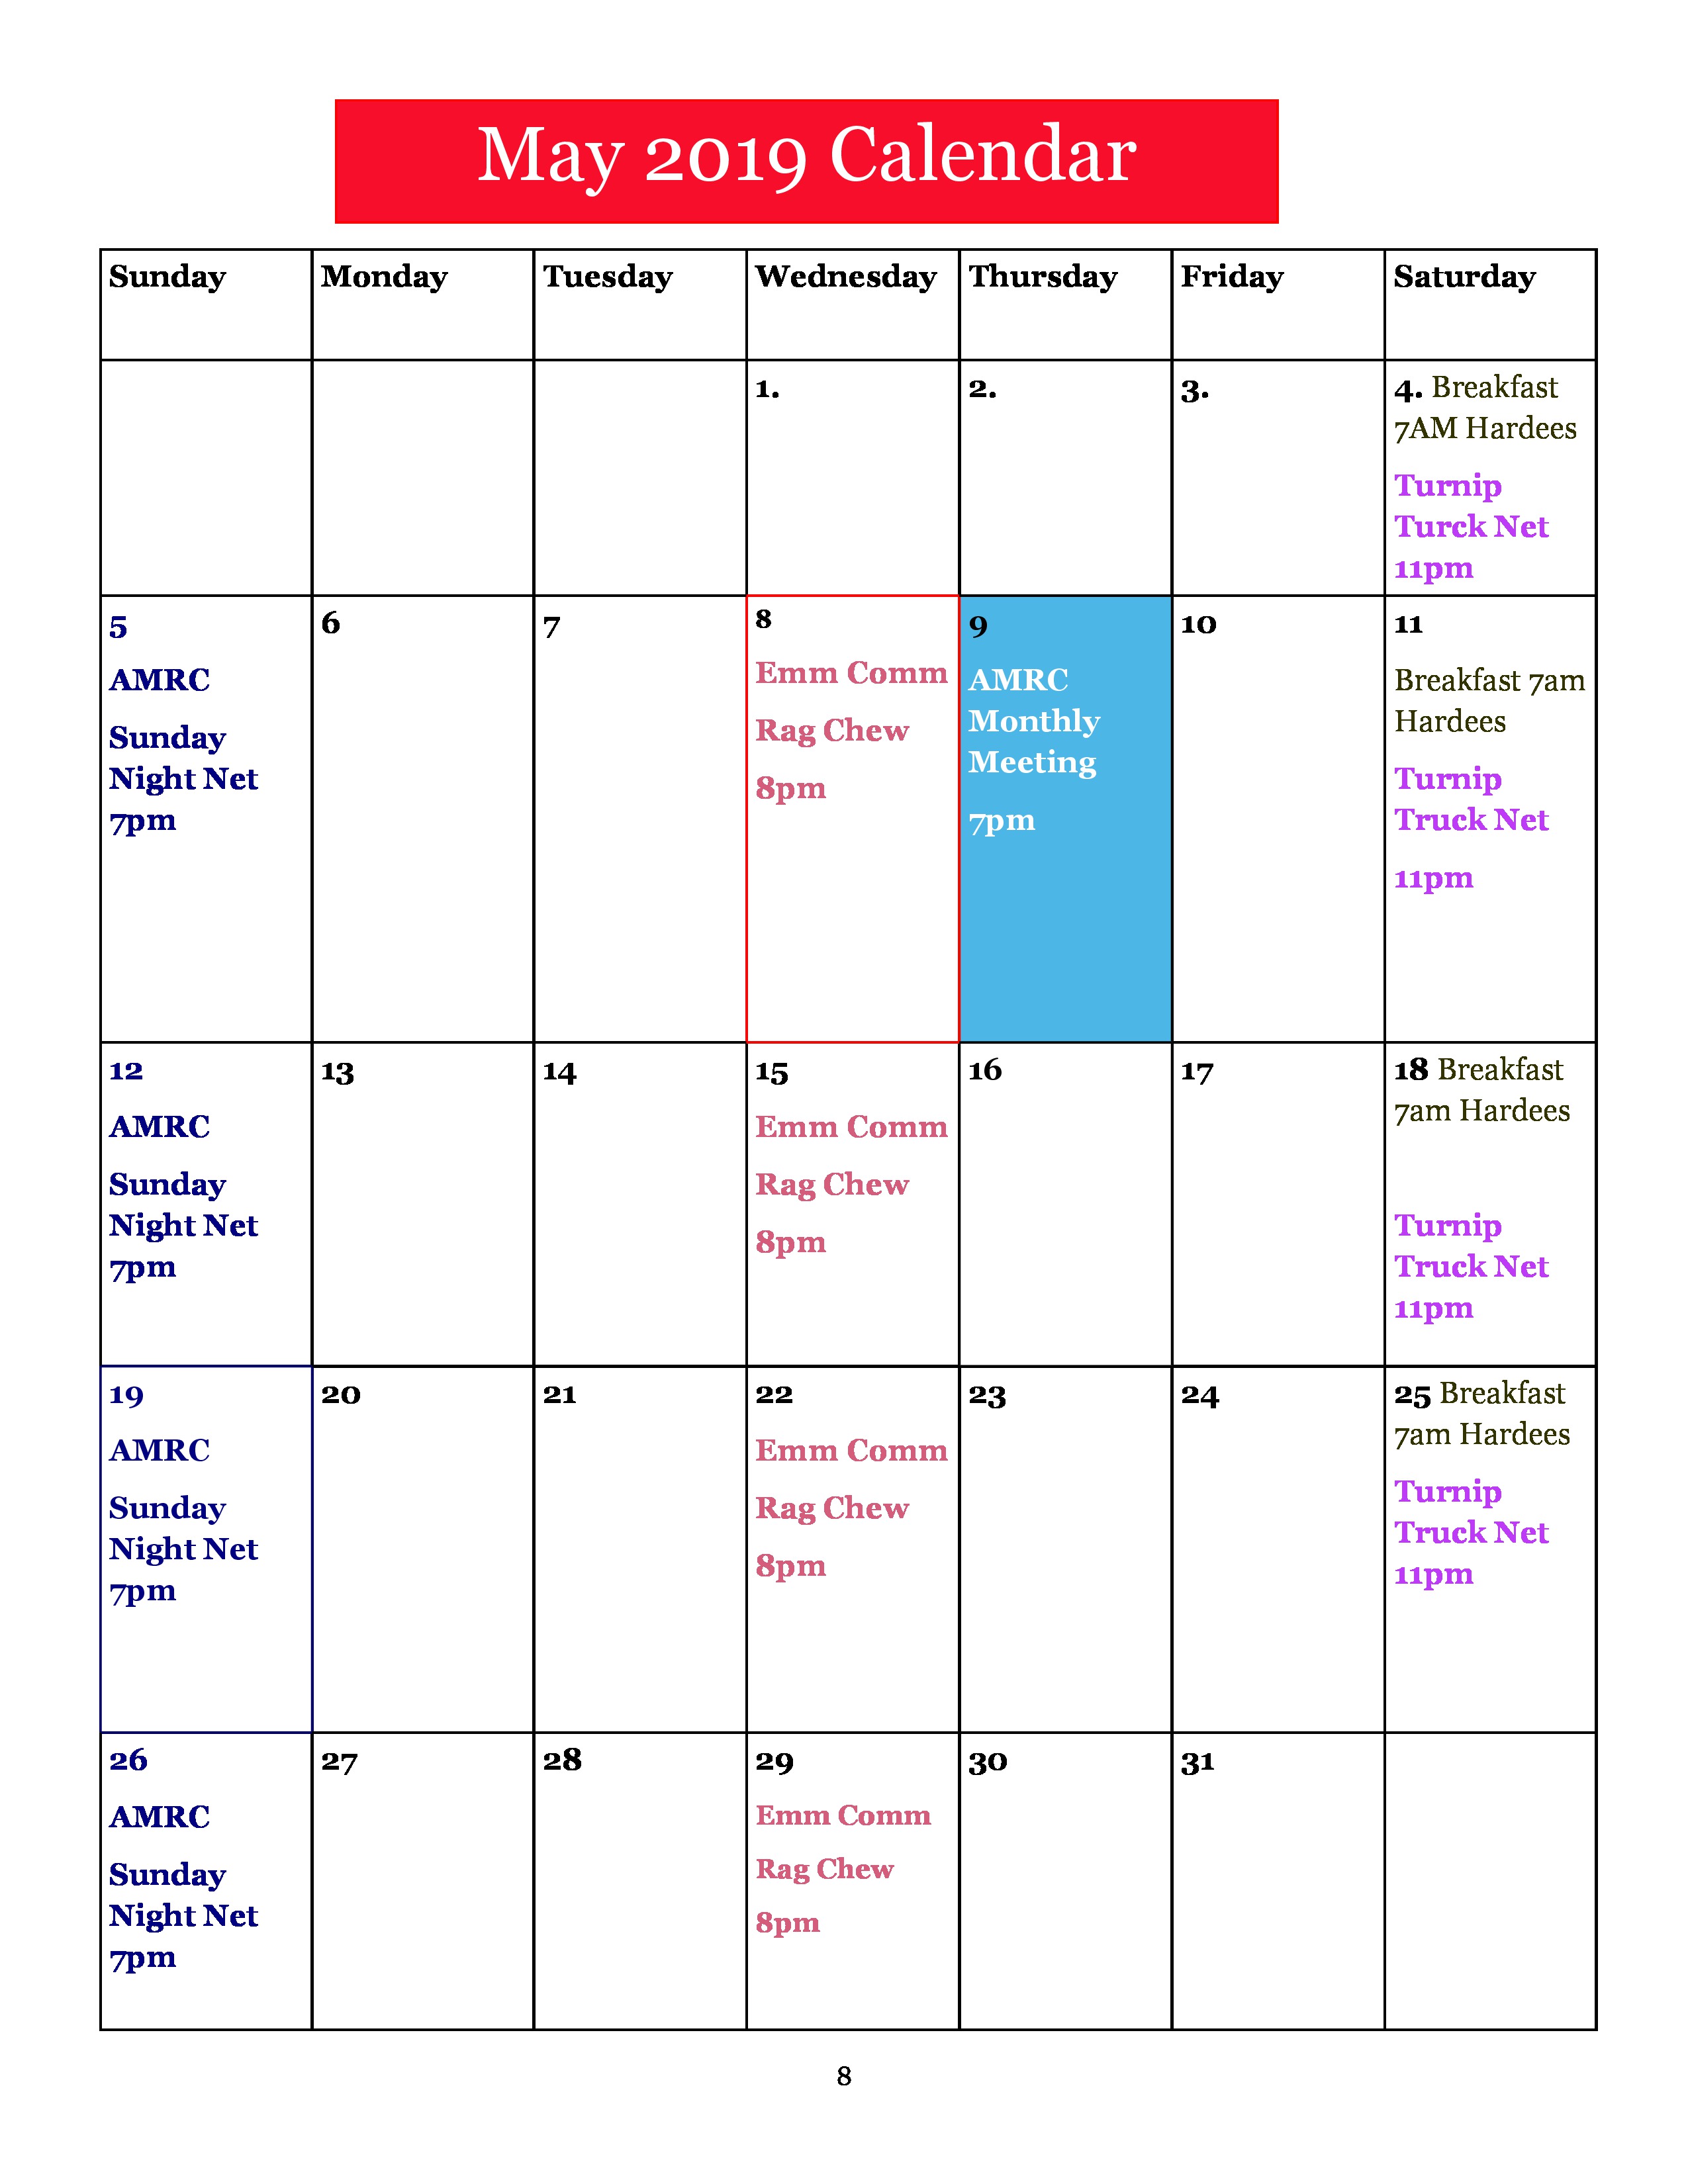 May 2019 Calendar
Sunday Monday Tuesday Wednesday Thursday Friday Saturday
1.
2.
3.
4. Breakfast
7AM Hardees
Turnip
Turck Net
11pm
5
AMRC
Sunday
Night Net
7pm
6
7
8
Emm Comm
Rag Chew
8pm
9
AMRC
Monthly
Meeting
7pm
10
11
Breakfast 7am
Hardees
Turnip
Truck Net
11pm
12
AMRC
Sunday
Night Net
7pm
13
14
15
Emm Comm
Rag Chew
8pm
16
17
18 Breakfast
7am Hardees
Turnip
Truck Net
11pm
19
AMRC
Sunday
Night Net
7pm
20
21
22
Emm Comm
Rag Chew
8pm
23
24
25 Breakfast
7am Hardees
Turnip
Truck Net
11pm
26
AMRC
Sunday
Night Net
7pm
27
28
29
Emm Comm
Rag Chew
8pm
30
31
8